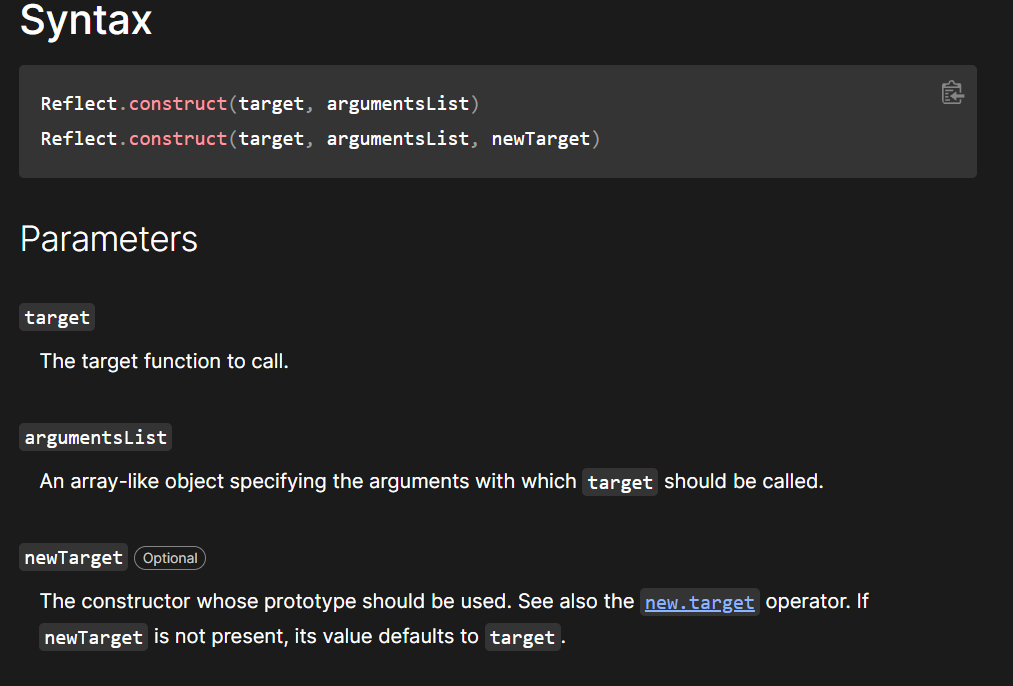 Syntax
Reflect.construct(target, argumentsList)
Reflect.construct(target, argumentsList, newTarget)
Parameters
target
The target function to call.
argumentsList
An array-like object specifying the arguments with which target should be called.
newTarget Optional
The constructor whose prototype should be used. See also the new.target operator. If
newTarget is not present, its value defaults to target.